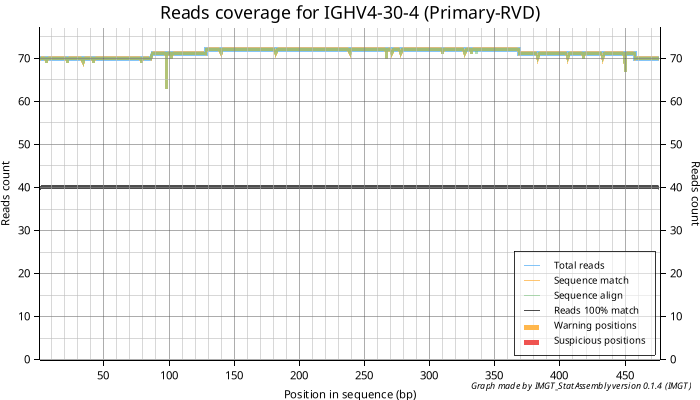 Reads coverage for IGHV4-30-4 (Primary-RVD)
Reads count
70
60
50
40
30
20
10
0
70
60
50
40
30
20
10
0
Reads count
Total reads
Sequence match
Sequence align
Reads 100% match
Warning positions
Suspicious positions
50 100 150 200 250 300 350 400 450
Position in sequence (bp)
Graph made by IMGT_StatAssembly version 0.1.4 (IMGT)